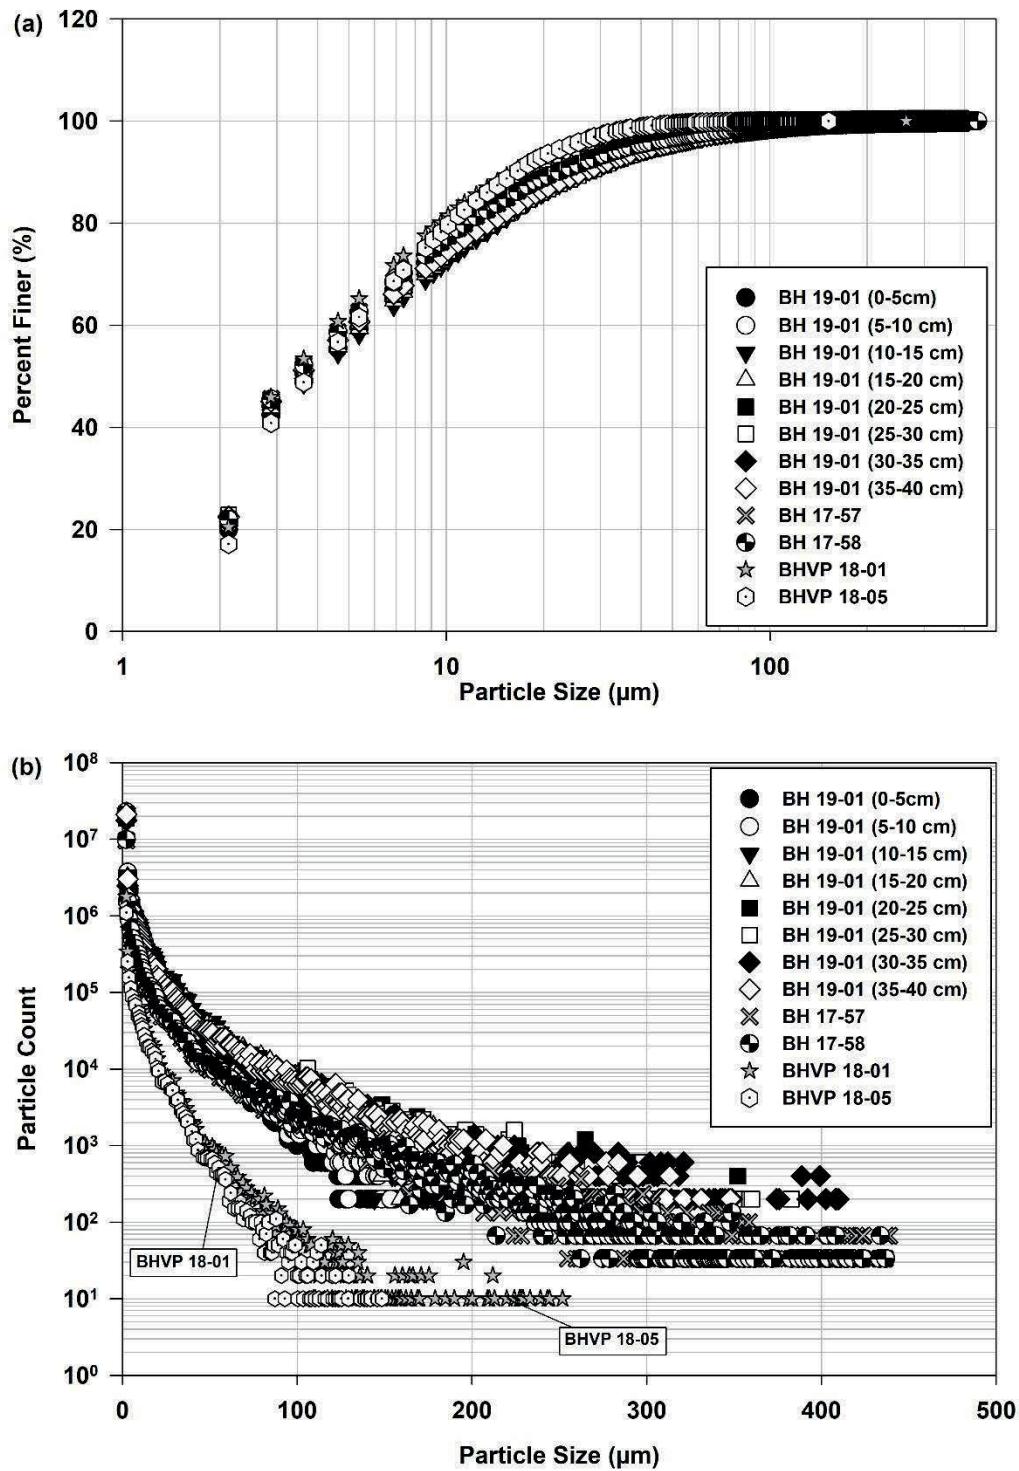 (a)
120
100
80
60
40
20
0
Percent Finer (%)
BH 19-01 (0-5cm)
BH 19-01 (5-10 cm)
BH 19-01 (10-15 cm)
BH 19-01 (15-20 cm)
BH 19-01 (20-25 cm)
BH 19-01 (25-30 cm)
BH 19-01 (30-35 cm)
BH 19-01 (35-40 cm)
BH 17-57
BH 17-58
BHVP 18-01
BHVP 18-05
1 10 100
Particle Size (µm)
(b)
10⁸
10⁷
10⁶
10⁵
10⁴
10³
10²
10¹
10⁰
Particle Count
BH 19-01 (0-5cm)
BH 19-01 (5-10 cm)
BH 19-01 (10-15 cm)
BH 19-01 (15-20 cm)
BH 19-01 (20-25 cm)
BH 19-01 (25-30 cm)
BH 19-01 (30-35 cm)
BH 19-01 (35-40 cm)
BH 17-57
BH 17-58
BHVP 18-01
BHVP 18-05
BHVP 18-01
BHVP 18-05
0 100 200 300 400 500
Particle Size (µm)